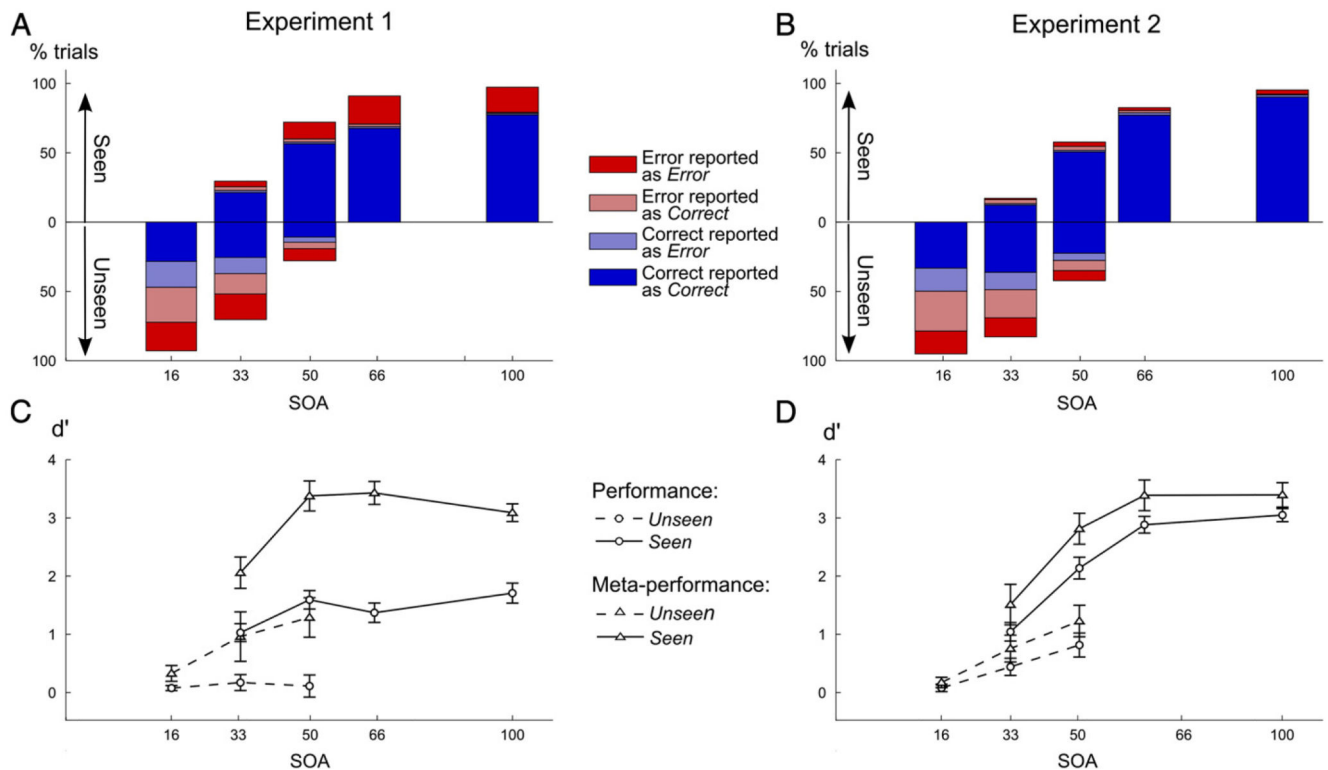 A
Experiment 1
% trials
100
50
0
50
100
Seen
Unseen
16 33 50 66 100
SOA
Error reported
as Error
Error reported
as Correct
Correct reported
as Error
Correct reported
as Correct
B
Experiment 2
% trials
100
50
0
50
100
Seen
Unseen
16 33 50 66 100
SOA
C
d'
4
3
2
1
0
16 33 50 66 100
SOA
Performance:
Unseen
Seen
Meta-performance:
Unseen
Seen
D
d'
4
3
2
1
0
16 33 50 66 100
SOA